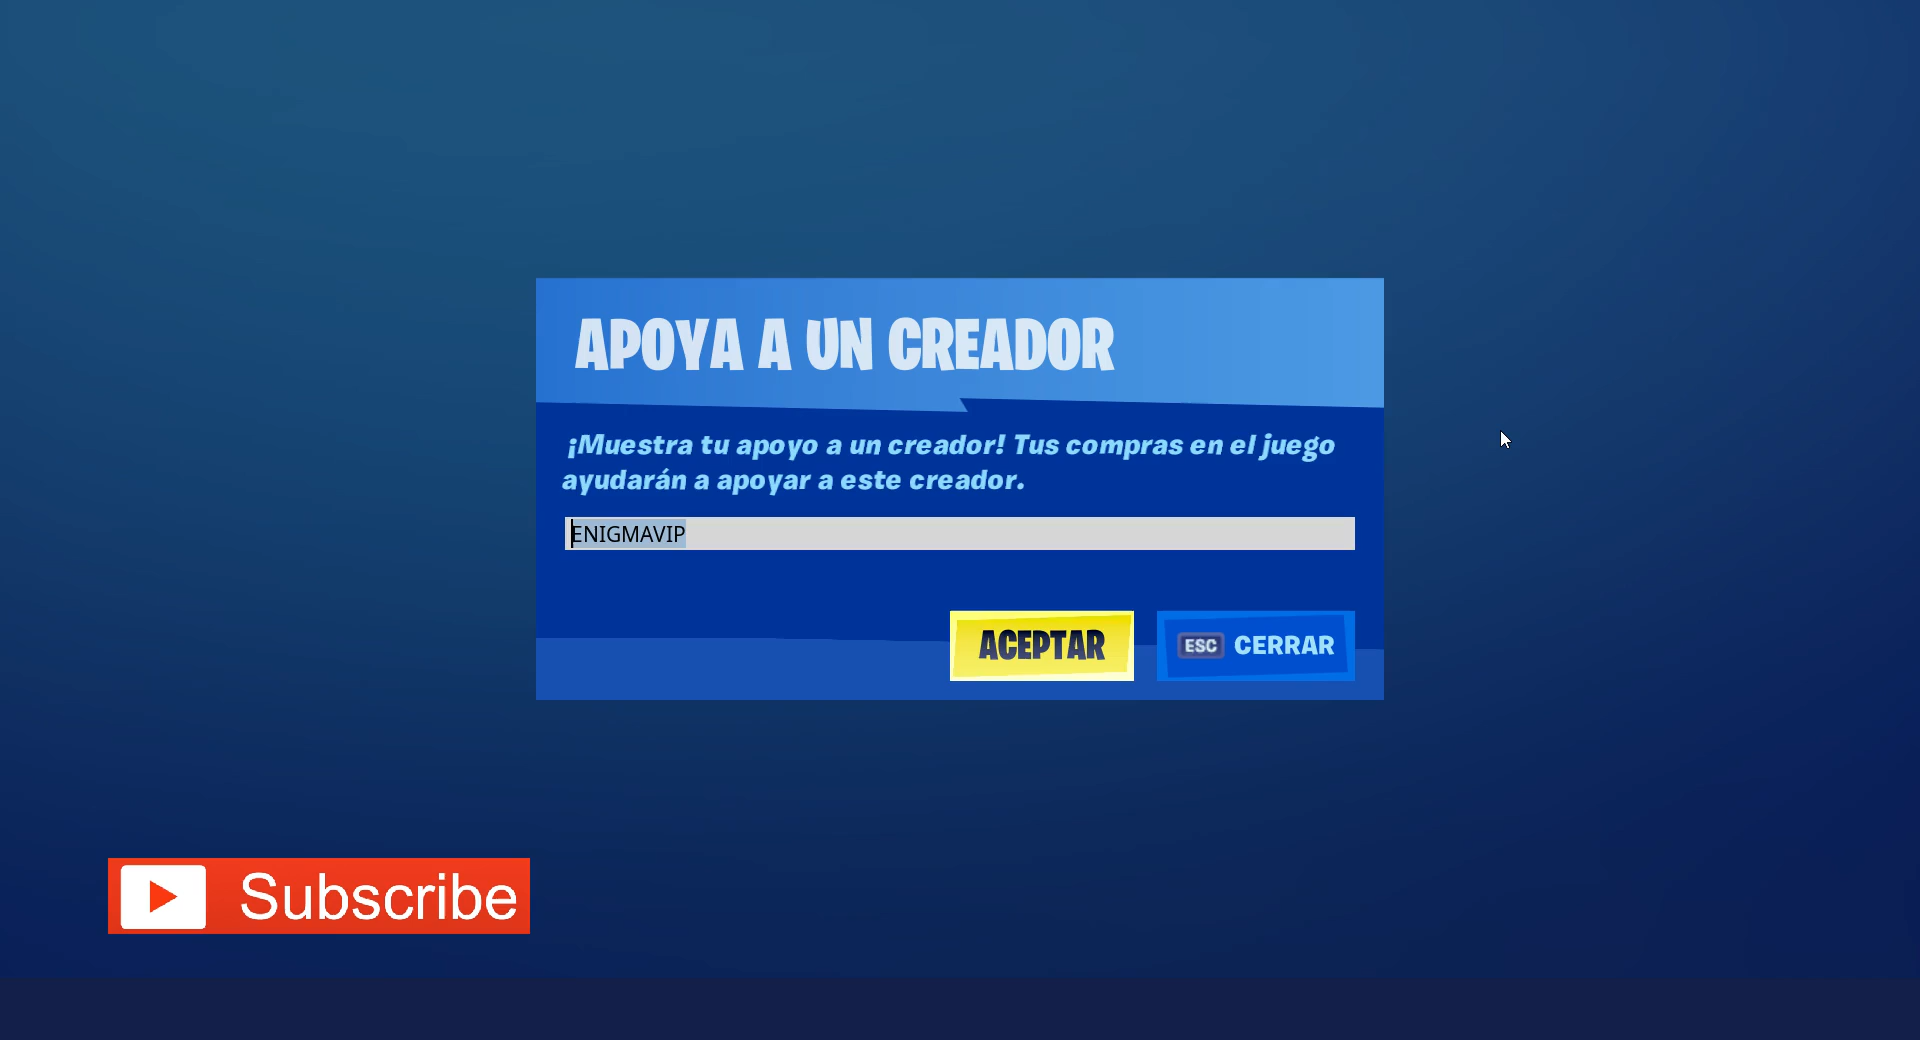 APOYA A UN CREADOR
¡Muestra tu apoyo a un creador! Tus compras en el juego
ayudarán a apoyar a este creador.
ENIGMAVIP
ACEPTAR
ESC CERRAR
Subscribe